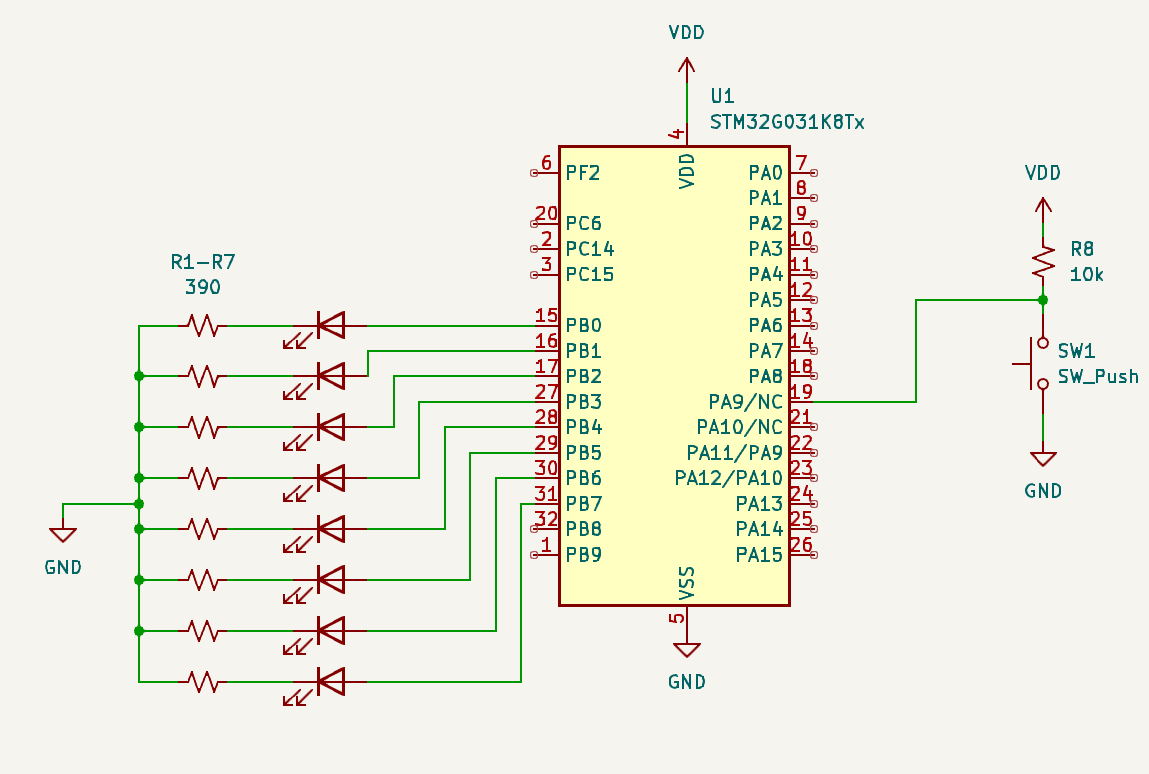 VDD
U1
STM32G031K8Tx
4
VDD
6
PF2
20
PC6
2
PC14
3
PC15
15
PB0
16
PB1
17
PB2
27
PB3
28
PB4
29
PB5
30
PB6
31
PB7
32
PB8
1
PB9
PA0
7
PA1
8
PA2
9
PA3
10
PA4
11
PA5
12
PA6
13
PA7
14
PA8
18
PA9/NC
19
PA10/NC
21
PA11/PA9
22
PA12/PA10
23
PA13
24
PA14
25
PA15
26
VSS
5
GND
R1-R7
390
GND
VDD
R8
10k
SW1
SW_Push
GND